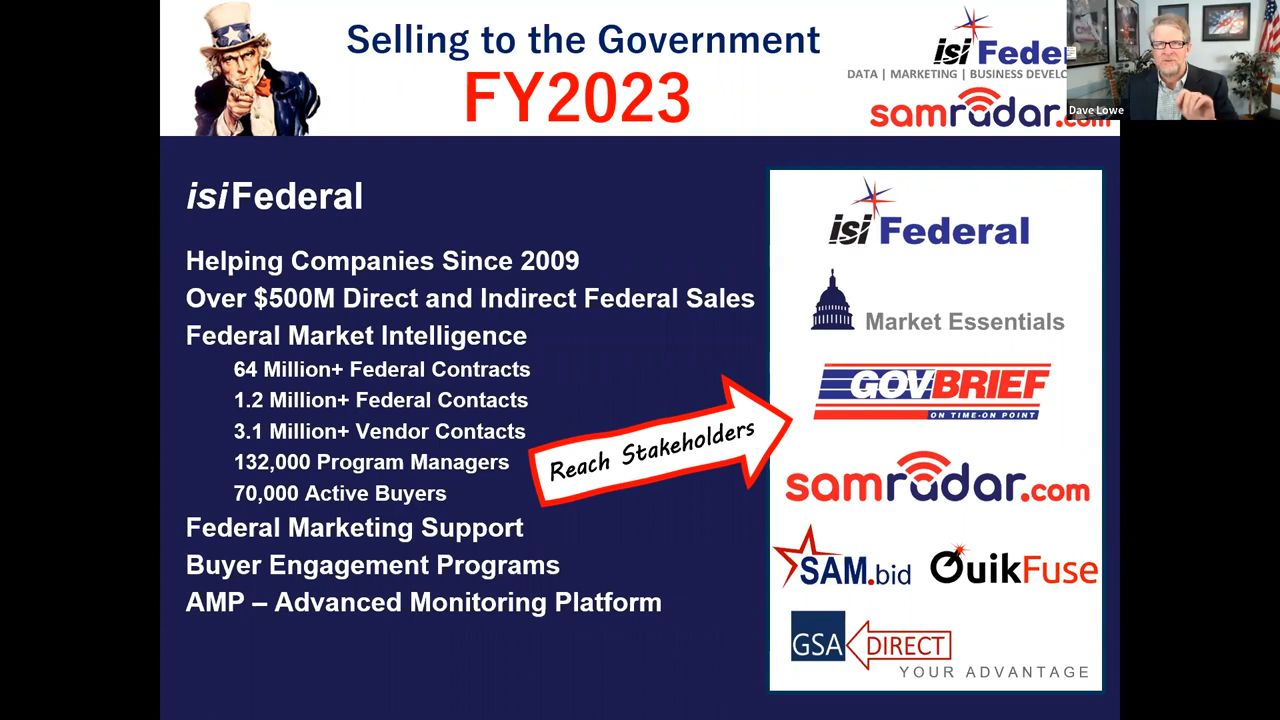 Selling to the Government
FY2023
isi Feder
DATA | MARKETING | BUSINESS DEVELO
samradar.com
Dave Lowe
isiFederal
Helping Companies Since 2009
Over $500M Direct and Indirect Federal Sales
Federal Market Intelligence
64 Million+ Federal Contracts
1.2 Million+ Federal Contacts
3.1 Million+ Vendor Contacts
132,000 Program Managers
70,000 Active Buyers
Federal Marketing Support
Buyer Engagement Programs
AMP – Advanced Monitoring Platform
Reach Stakeholders
isi Federal
Market Essentials
GOVBRIEF
ON TIME-ON POINT
samradar.com
SAM.bid
QuikFuse
GSA DIRECT
YOUR ADVANTAGE